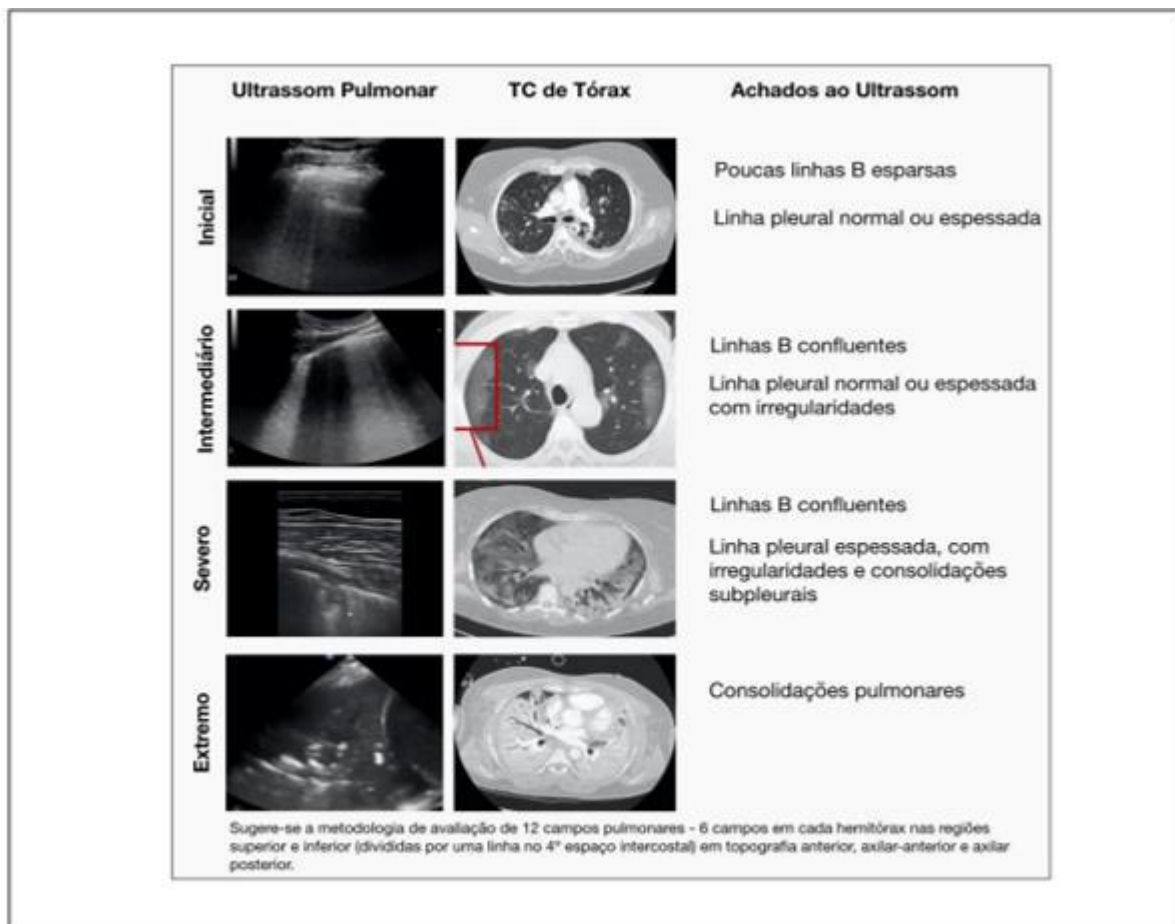 Ultrassom Pulmonar
TC de Tórax
Achados ao Ultrassom
Inicial
Poucas linhas B esparsas
Linha pleural normal ou espessada
Intermediário
Linhas B confluentes
Linha pleural normal ou espessada
com irregularidades
Severo
Linhas B confluentes
Linha pleural espessada, com
irregularidades e consolidações
subpleurais
Extremo
Consolidações pulmonares
Sugere-se a metodologia de avaliação de 12 campos pulmonares - 6 campos em cada hemitórax nas regiões
superior e inferior (divididas por uma linha no 4º espaço intercostal) em topografia anterior, axilar-anterior e axilar
posterior.